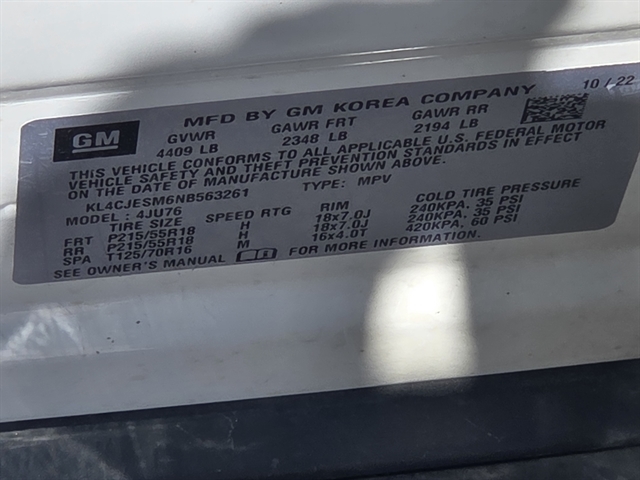 MFD BY GM KOREA COMPANY 10 / 22
GM
GVWR GAWR FRT GAWR RR
4409 LB 2348 LB 2194 LB
THIS VEHICLE CONFORMS TO ALL APPLICABLE U.S. FEDERAL MOTOR
VEHICLE SAFETY AND THEFT PREVENTION STANDARDS IN EFFECT
ON THE DATE OF MANUFACTURE SHOWN ABOVE.
KL4CJESM6NB563261 TYPE: MPV
MODEL : 4JU76
TIRE SIZE SPEED RTG RIM COLD TIRE PRESSURE
FRT P215/55R18 H 18x7.0J 240KPA. 35 PSI
RR P215/55R18 H 18x7.0J 240KPA. 35 PSI
SPA T125/70R16 M 16x4.0T 420KPA. 60 PSI
SEE OWNER'S MANUAL FOR MORE INFORMATION